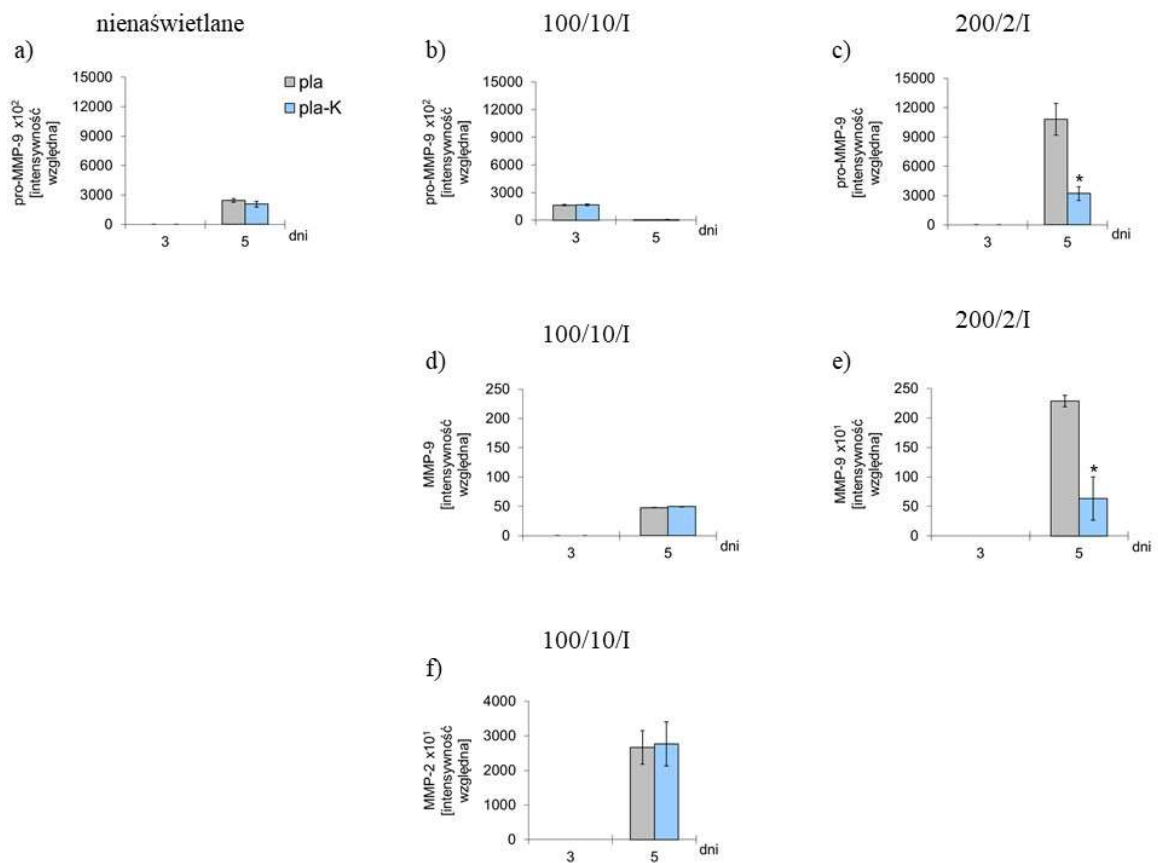 nienaświetlane
100/10/I
200/2/I
a)
b)
c)
15000
12000
9000
6000
3000
0
pro-MMP-9 x10²
[intensywność
względna]
pla
pla-K
3
5
dni
15000
12000
9000
6000
3000
0
pro-MMP-9 x10²
[intensywność
względna]
3
5
dni
15000
12000
9000
6000
3000
0
pro-MMP-9
[intensywność
względna]
*
3
5
dni
100/10/I
200/2/I
d)
e)
250
200
150
100
50
0
MMP-9
[intensywność
względna]
3
5
dni
250
200
150
100
50
0
MMP-9 x10¹
[intensywność
względna]
*
3
5
dni
100/10/I
f)
4000
3000
2000
1000
0
MMP-2 x10¹
[intensywność
względna]
3
5
dni